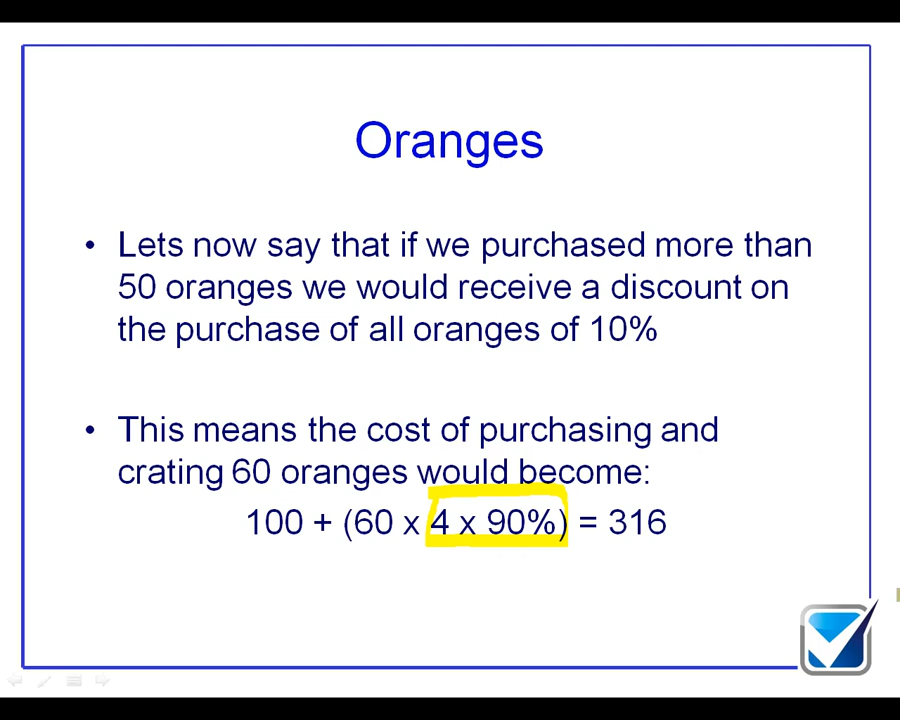 Oranges
• Lets now say that if we purchased more than
50 oranges we would receive a discount on
the purchase of all oranges of 10%
• This means the cost of purchasing and
crating 60 oranges would become:
100 + (60 x 4 x 90%) = 316